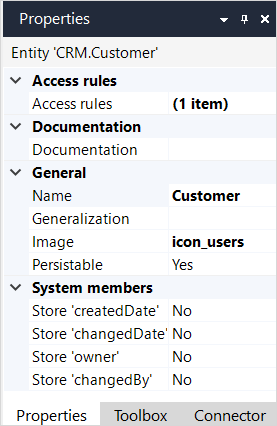 Properties
Entity 'CRM.Customer'
Access rules
Access rules (1 item)
Documentation
Documentation
General
Name Customer
Generalization
Image icon_users
Persistable Yes
System members
Store 'createdDate' No
Store 'changedDate' No
Store 'owner' No
Store 'changedBy' No
Properties Toolbox Connector